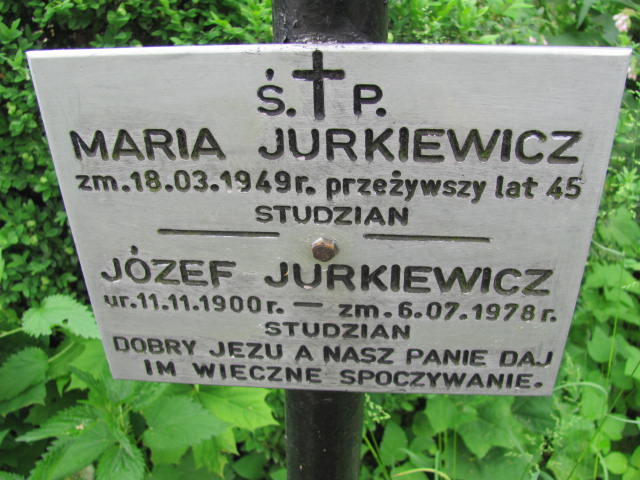 Ś. P.
MARIA JURKIEWICZ
zm.18.03.1949r. przeżywszy lat 45
STUDZIAN
JÓZEF JURKIEWICZ
ur.11.11.1900r. — zm.6.07.1978r.
STUDZIAN
DOBRY JEZU A NASZ PANIE DAJ
IM WIECZNE SPOCZYWANIE.